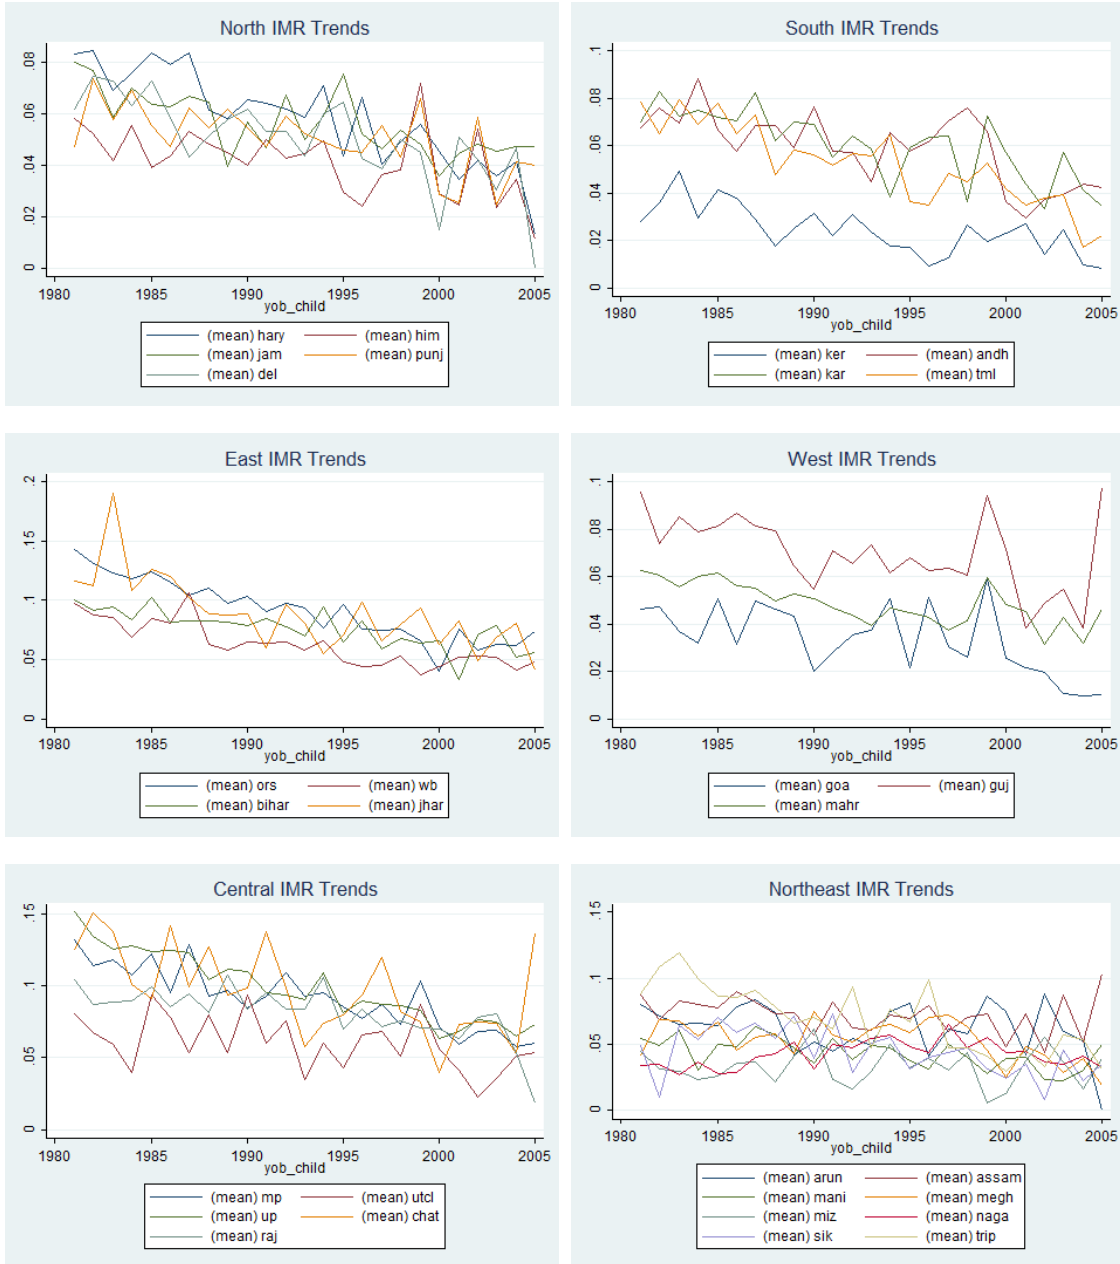 North IMR Trends
.08
.06
.04
.02
0
1980 1985 1990 1995 2000 2005
yob_child
(mean) hary (mean) him
(mean) jam (mean) punj
(mean) del
South IMR Trends
.1
.08
.06
.04
.02
0
1980 1985 1990 1995 2000 2005
yob_child
(mean) ker (mean) andh
(mean) kar (mean) tml
East IMR Trends
.2
.15
.1
.05
0
1980 1985 1990 1995 2000 2005
yob_child
(mean) ors (mean) wb
(mean) bihar (mean) jhar
West IMR Trends
.1
.08
.06
.04
.02
0
1980 1985 1990 1995 2000 2005
yob_child
(mean) goa (mean) guj
(mean) mahr
Central IMR Trends
.15
.1
.05
0
1980 1985 1990 1995 2000 2005
yob_child
(mean) mp (mean) utcl
(mean) up (mean) chat
(mean) raj
Northeast IMR Trends
.15
.1
.05
0
1980 1985 1990 1995 2000 2005
yob_child
(mean) arun (mean) assam
(mean) mani (mean) megh
(mean) miz (mean) naga
(mean) sik (mean) trip